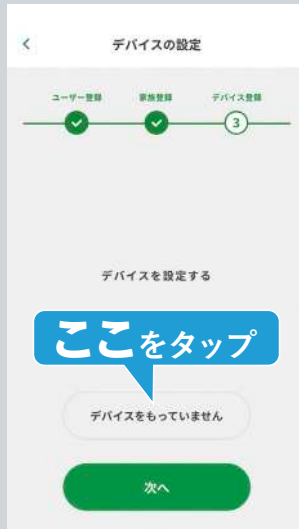 デバイスの設定
ユーザー登録 家族登録 デバイス登録
3
デバイスを設定する
ここをタップ
デバイスをもっていません
次へ